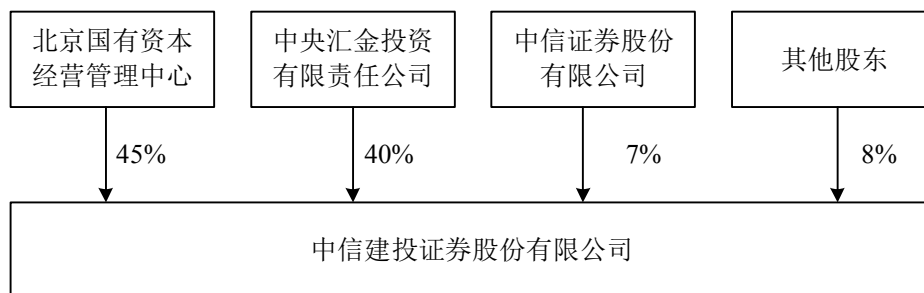 北京国有资本
经营管理中心
中央汇金投资
有限责任公司
中信证券股份
有限公司
其他股东
45%
40%
7%
8%
中信建投证券股份有限公司